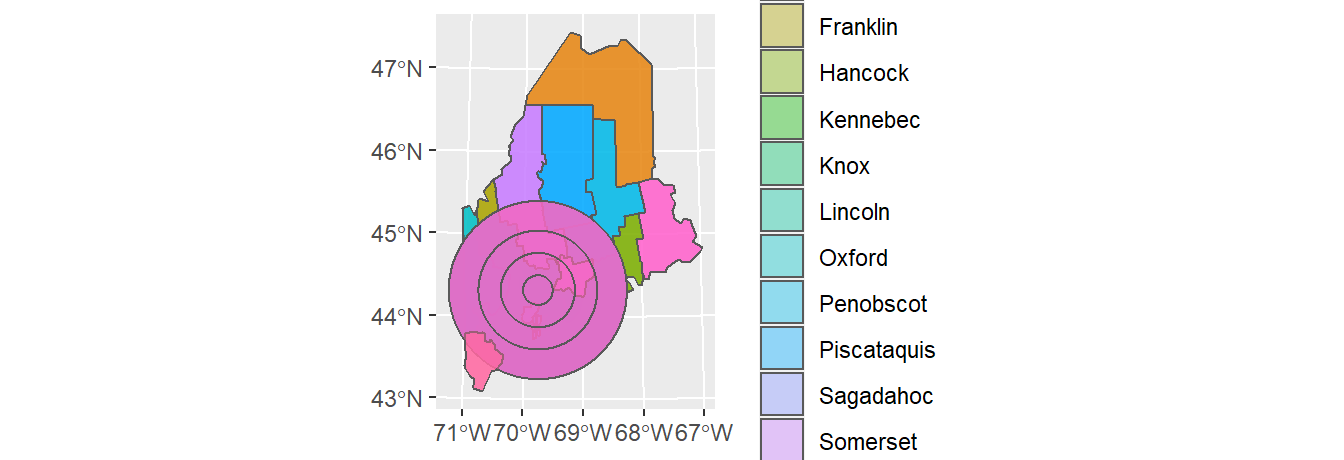 47°N
46°N
45°N
44°N
43°N
71°W 70°W 69°W 68°W 67°W
Franklin
Hancock
Kennebec
Knox
Lincoln
Oxford
Penobscot
Piscataquis
Sagadahoc
Somerset